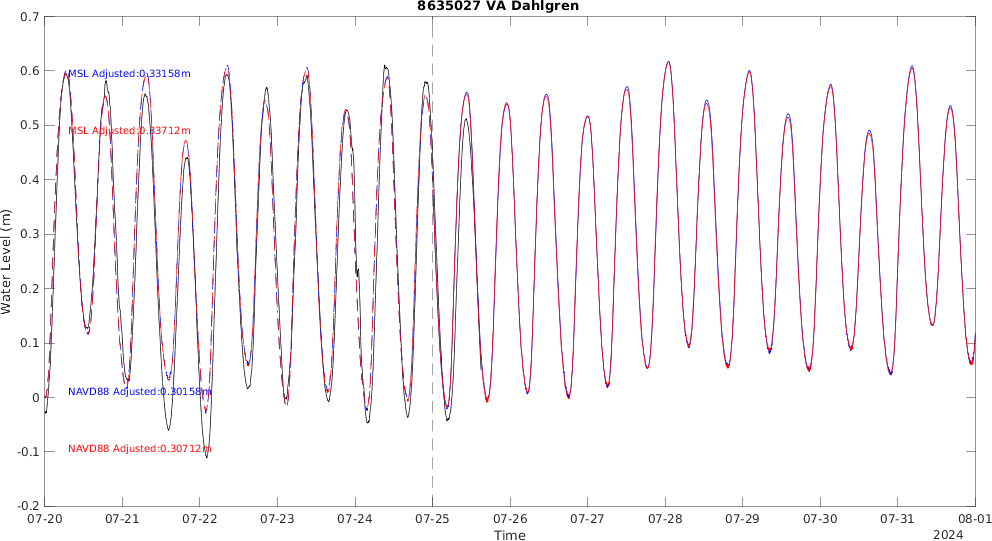 8635027 VA Dahlgren
0.7
0.6
0.5
0.4
0.3
0.2
0.1
0
-0.1
-0.2
Water Level (m)
MSL Adjusted:0.33158m
MSL Adjusted:0.33712m
NAVD88 Adjusted:0.30158m
NAVD88 Adjusted:0.30712m
07-20 07-21 07-22 07-23 07-24 07-25 07-26 07-27 07-28 07-29 07-30 07-31 08-01
Time
2024